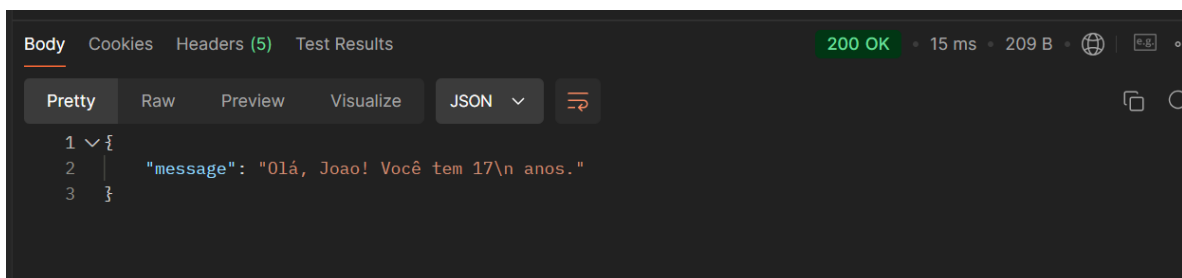 Body Cookies Headers (5) Test Results 200 OK • 15 ms • 209 B • e.g.
Pretty Raw Preview Visualize JSON
1 {
2 "message": "Olá, Joao! Você tem 17\n anos."
3 }